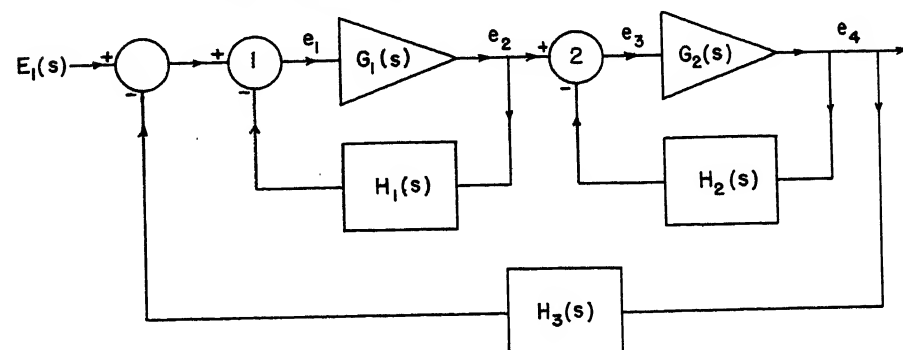 E₁(s)
+
-
+
1
-
e₁
G₁(s)
e₂
+
2
-
e₃
G₂(s)
e₄
H₁(s)
H₂(s)
H₃(s)